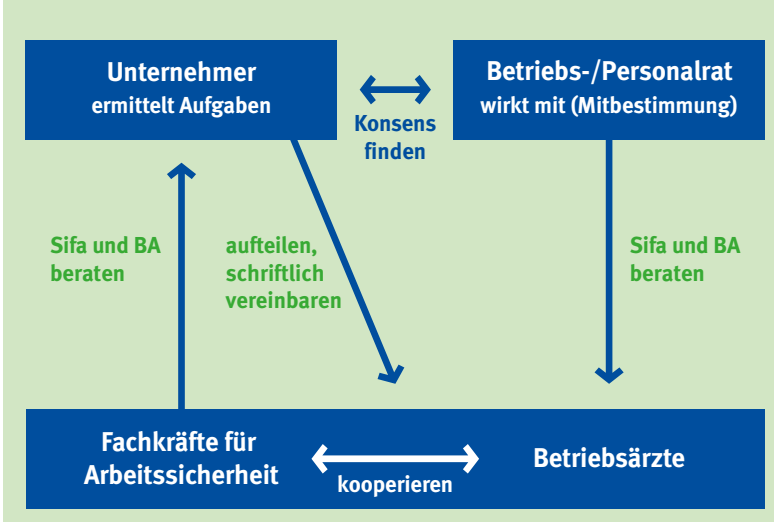 Unternehmer
ermittelt Aufgaben
Betriebs-/Personalrat
wirkt mit (Mitbestimmung)
Konsens
finden
Sifa und BA
beraten
aufteilen,
schriftlich
vereinbaren
Sifa und BA
beraten
Fachkräfte für
Arbeitssicherheit
kooperieren
Betriebsärzte